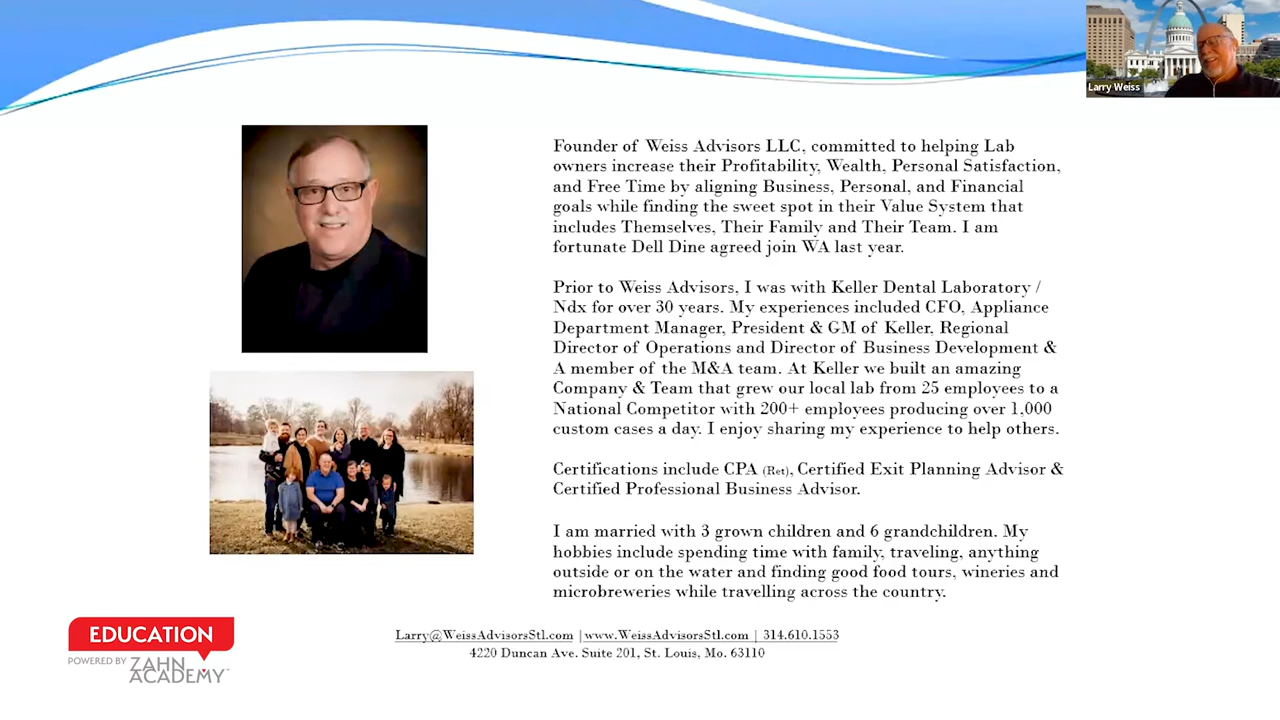 Larry Weiss
Founder of Weiss Advisors LLC, committed to helping Lab
owners increase their Profitability, Wealth, Personal Satisfaction,
and Free Time by aligning Business, Personal, and Financial
goals while finding the sweet spot in their Value System that
includes Themselves, Their Family and Their Team. I am
fortunate Dell Dine agreed join WA last year.
Prior to Weiss Advisors, I was with Keller Dental Laboratory /
Ndx for over 30 years. My experiences included CFO, Appliance
Department Manager, President & GM of Keller, Regional
Director of Operations and Director of Business Development &
A member of the M&A team. At Keller we built an amazing
Company & Team that grew our local lab from 25 employees to a
National Competitor with 200+ employees producing over 1,000
custom cases a day. I enjoy sharing my experience to help others.
Certifications include CPA (Ret), Certified Exit Planning Advisor &
Certified Professional Business Advisor.
I am married with 3 grown children and 6 grandchildren. My
hobbies include spending time with family, traveling, anything
outside or on the water and finding good food tours, wineries and
microbreweries while travelling across the country.
Larry@WeissAdvisorsStl.com |www.WeissAdvisorsStl.com | 314.610.1553
4220 Duncan Ave. Suite 201, St. Louis, Mo. 63110
EDUCATION
POWERED BY ZAHN
ACADEMY